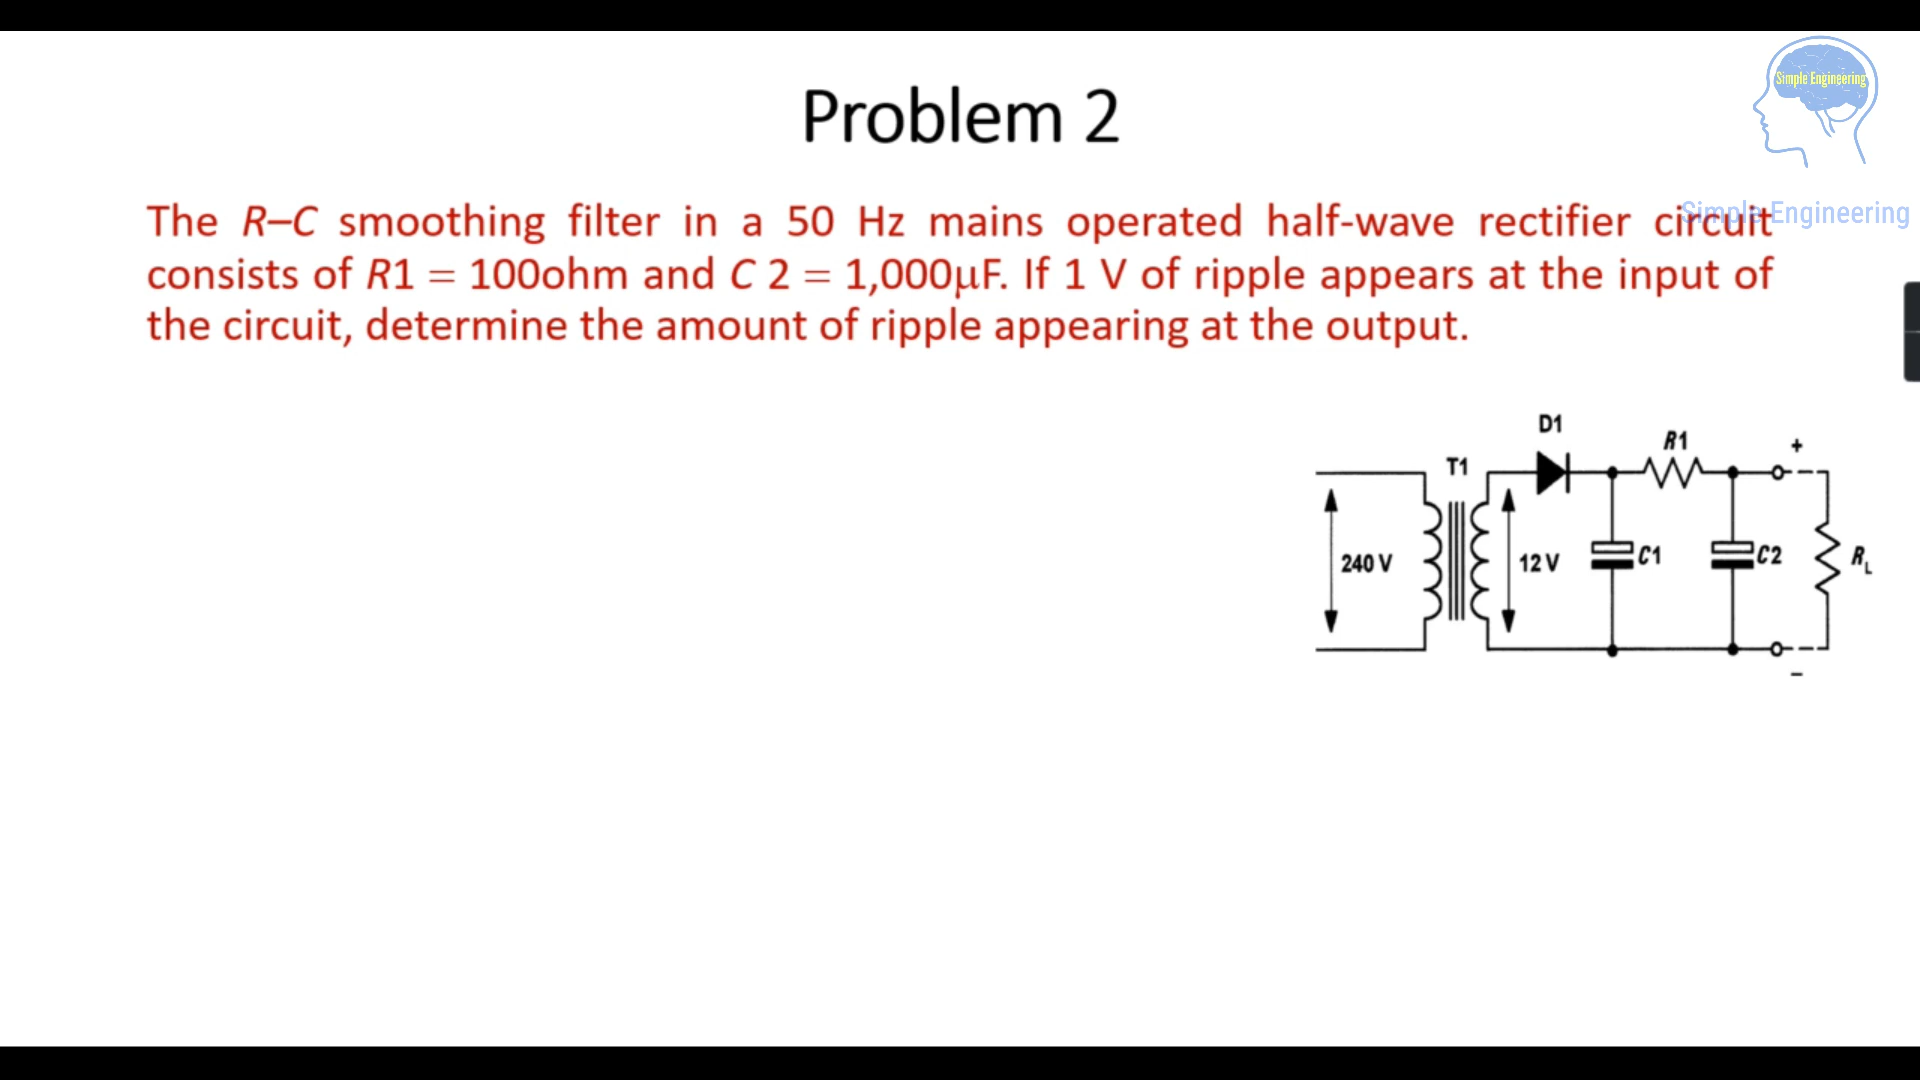 Simple Engineering
Problem 2
Simple Engineering
The R–C smoothing filter in a 50 Hz mains operated half-wave rectifier circuit
consists of R1 = 100ohm and C 2 = 1,000μF. If 1 V of ripple appears at the input of
the circuit, determine the amount of ripple appearing at the output.
D1
R1
+
T1
240 V
12 V
C1
C2
RL
–